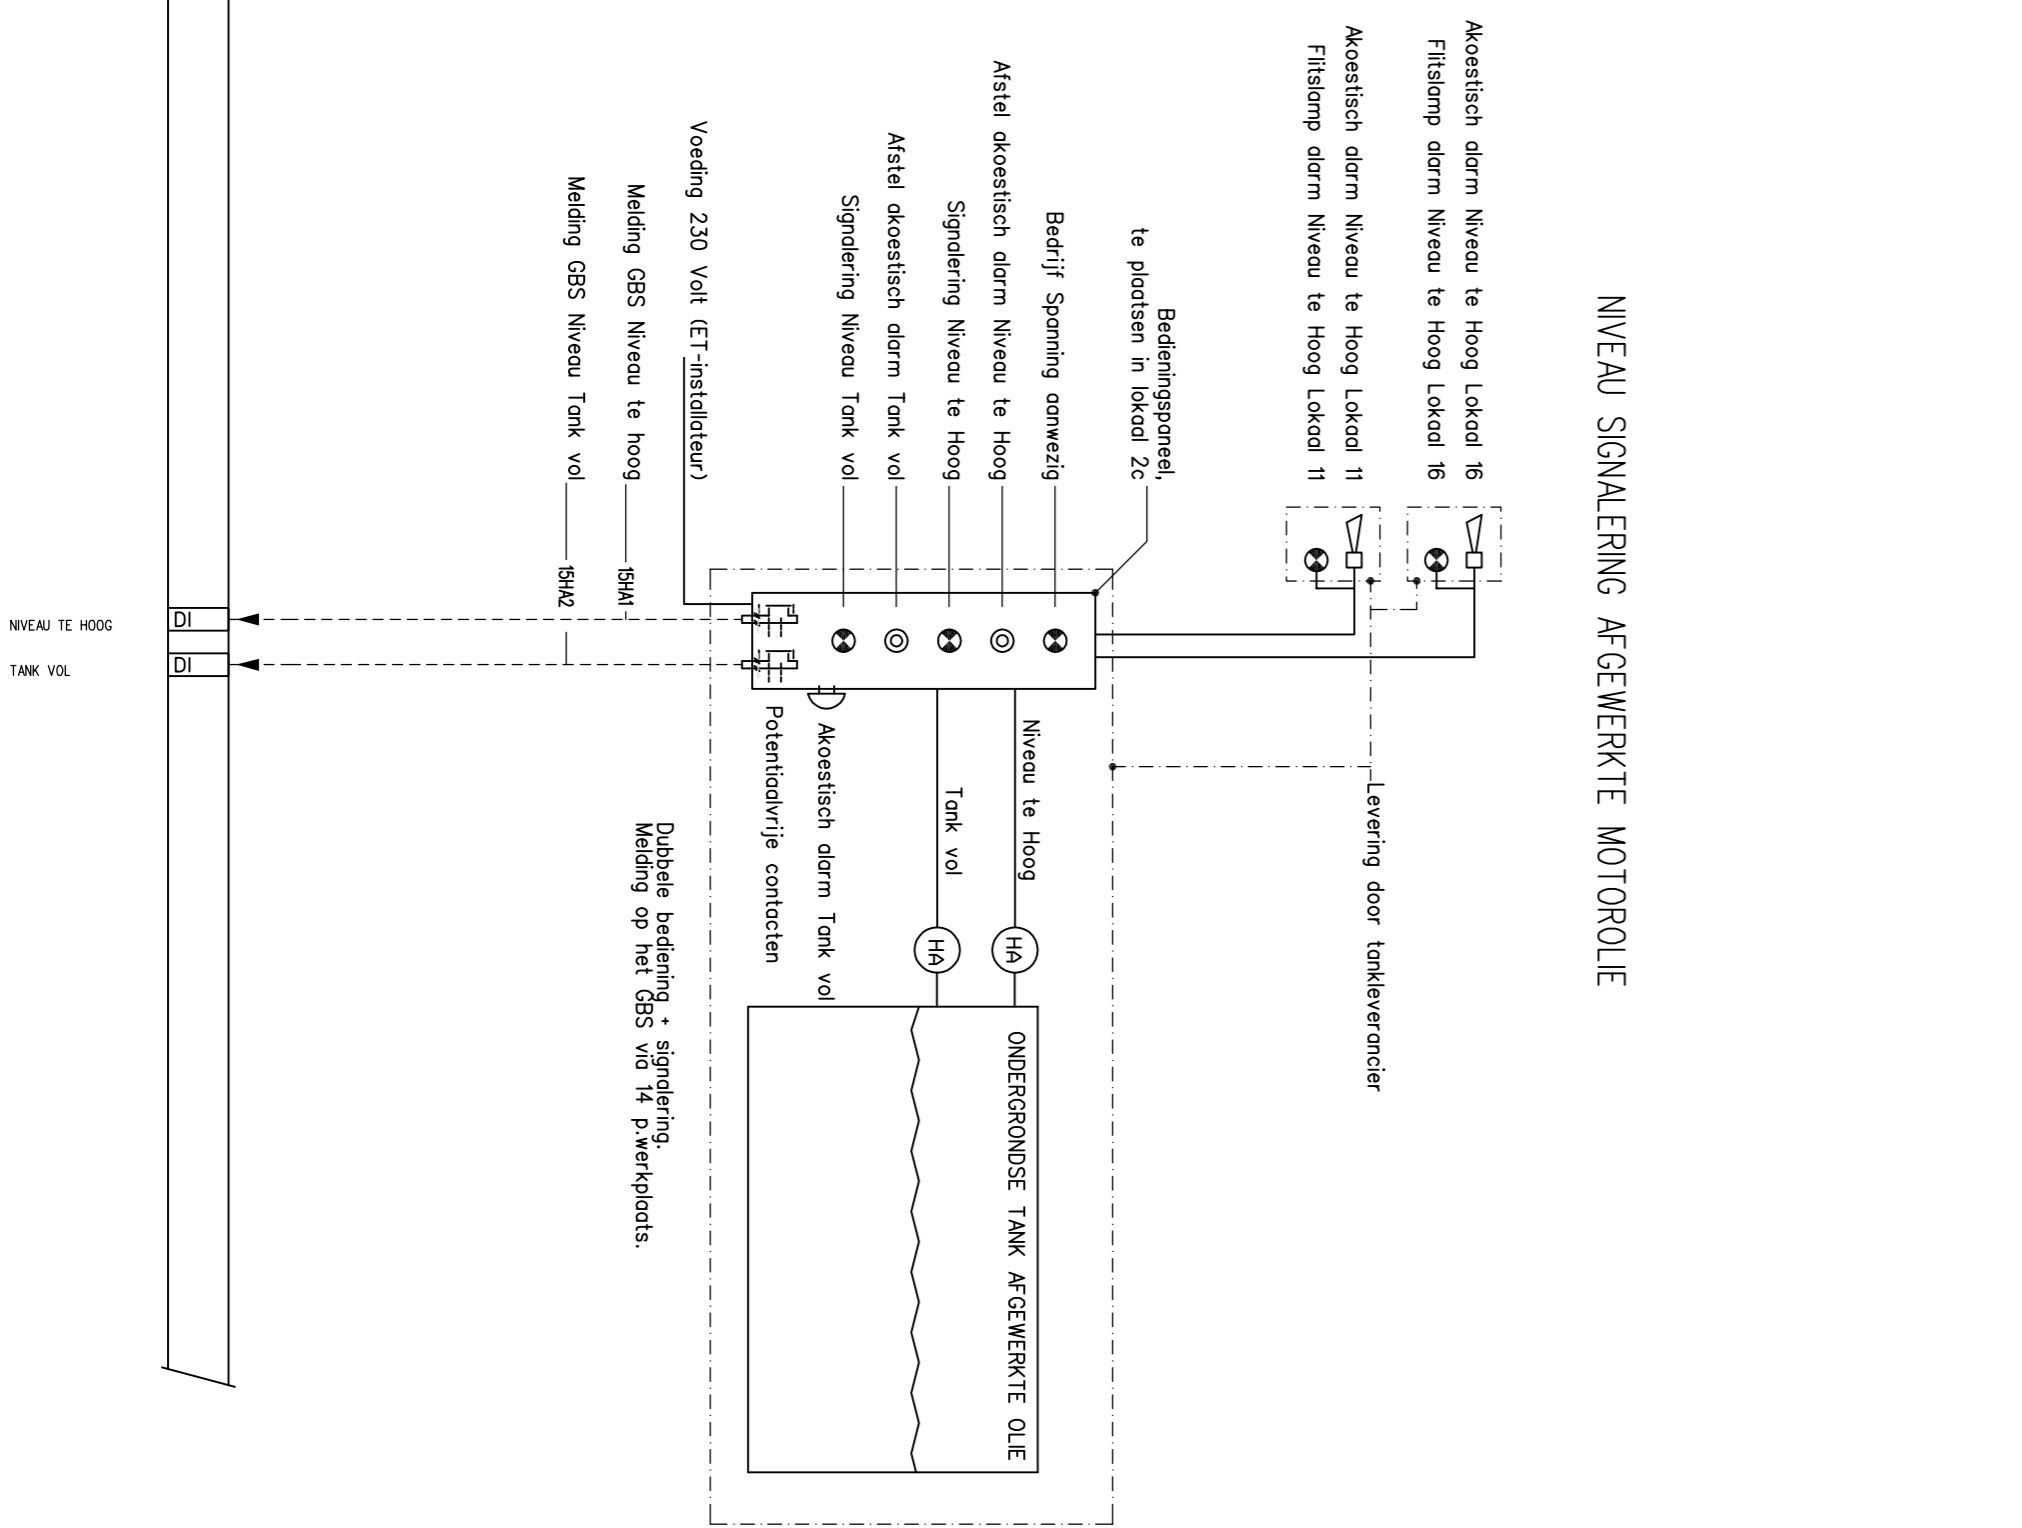 NIVEAU SIGNALERING AFGEWERKTE MOTOROLIE
Akoestisch alarm Niveau te Hoog Lokaal 16
Flitslamp alarm Niveau te Hoog Lokaal 16
Akoestisch alarm Niveau te Hoog Lokaal 11
Flitslamp alarm Niveau te Hoog Lokaal 11
Levering door tankleverancier
Bedieningspaneel,
te plaatsen in lokaal 2c
Bedrijf Spanning aanwezig
Afstel akoestisch alarm Niveau te Hoog
Signalering Niveau te Hoog
Afstel akoestisch alarm Tank vol
Signalering Niveau Tank vol
Niveau te Hoog
HA
Tank vol
HA
ONDERGRONDSE TANK AFGEWERKTE OLIE
Akoestisch alarm Tank vol
Potentiaalvrije contacten
Voeding 230 Volt (ET-installateur)
Dubbele bediening + signalering.
Melding op het GBS via 14 p.werkplaats.
Melding GBS Niveau te hoog
15HA1
Melding GBS Niveau Tank vol
15HA2
NIVEAU TE HOOG
DI
TANK VOL
DI